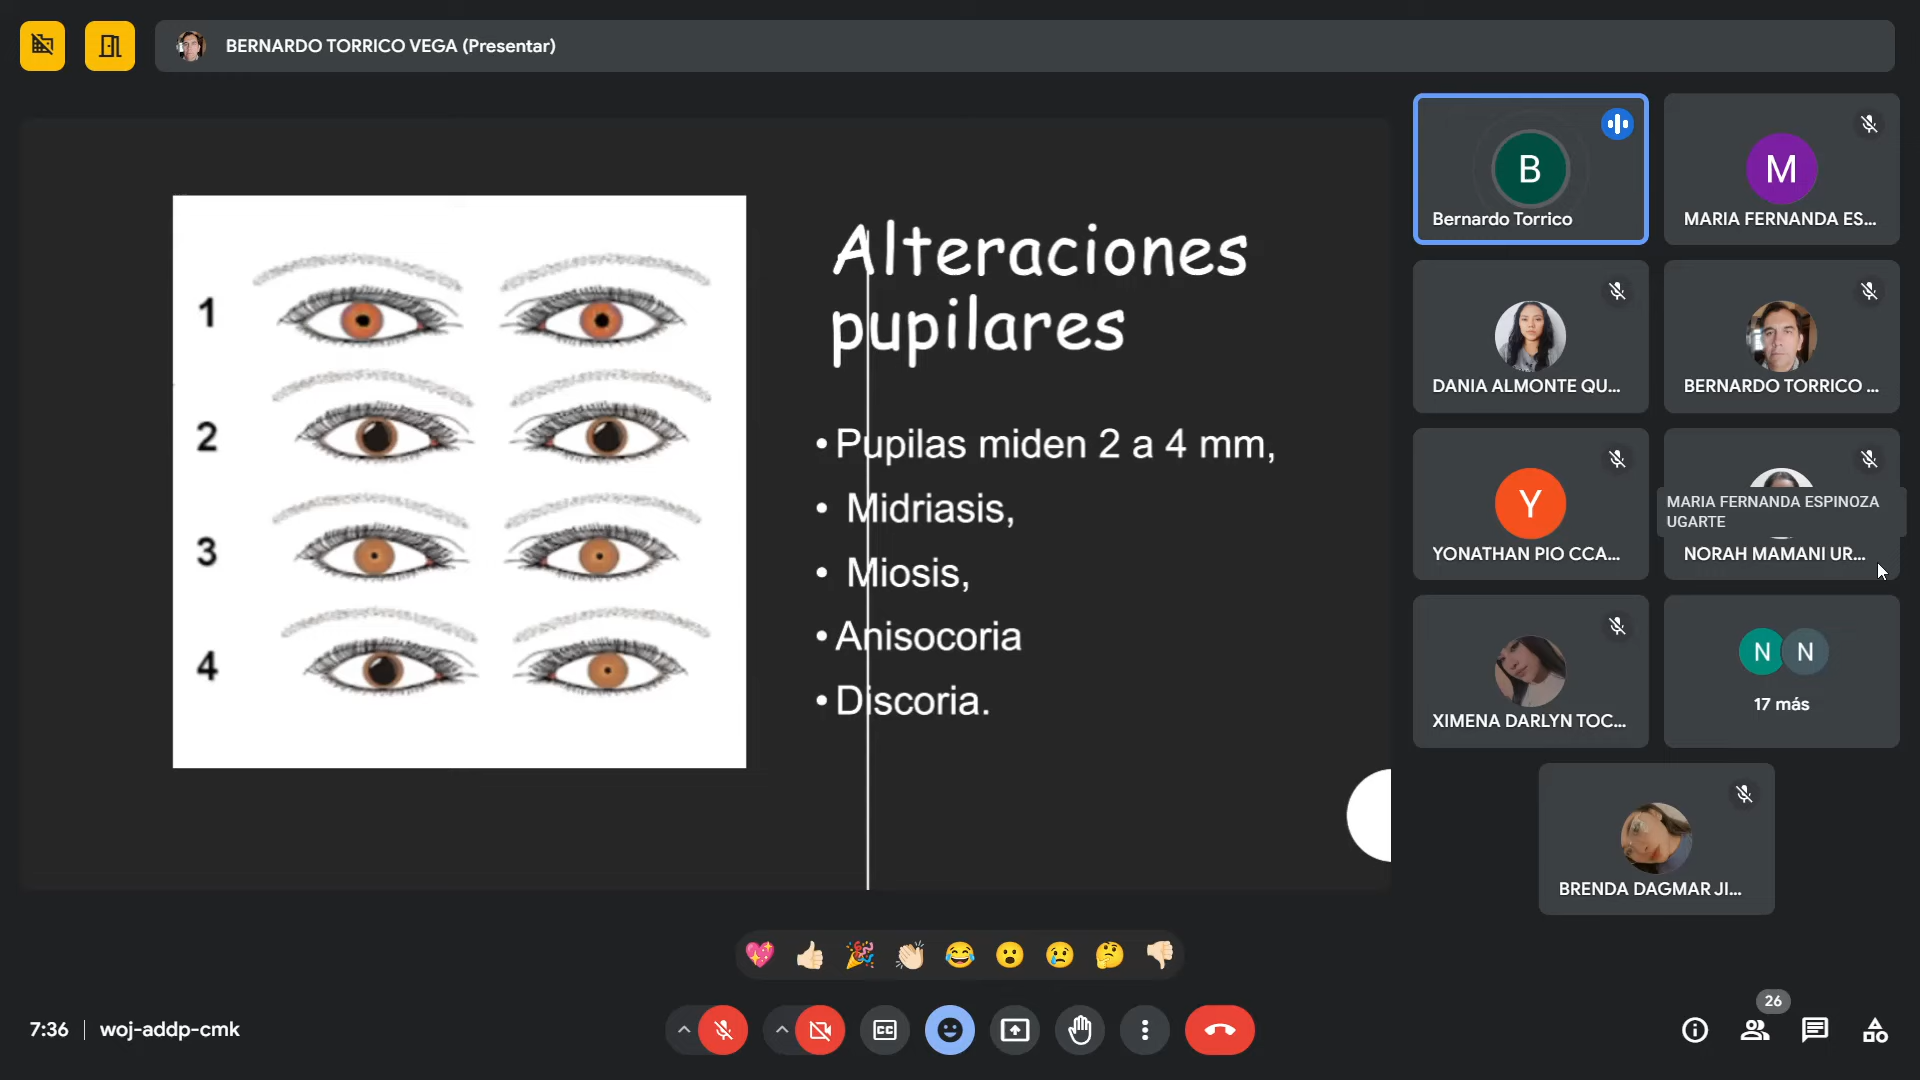 BERNARDO TORRICO VEGA (Presentar)
Alteraciones
pupilares
• Pupilas miden 2 a 4 mm,
• Midriasis,
• Miosis,
• Anisocoria
• Discoria.
1
2
3
4
B
Bernardo Torrico
M
MARIA FERNANDA ES...
DANIA ALMONTE QU...
BERNARDO TORRICO ...
Y
YONATHAN PIO CCA...
MARIA FERNANDA ESPINOZA
UGARTE
NORAH MAMANI UR...
XIMENA DARLYN TOC...
N N
17 más
BRENDA DAGMAR JI...
7:36 | woj-addp-cmk
CC
26